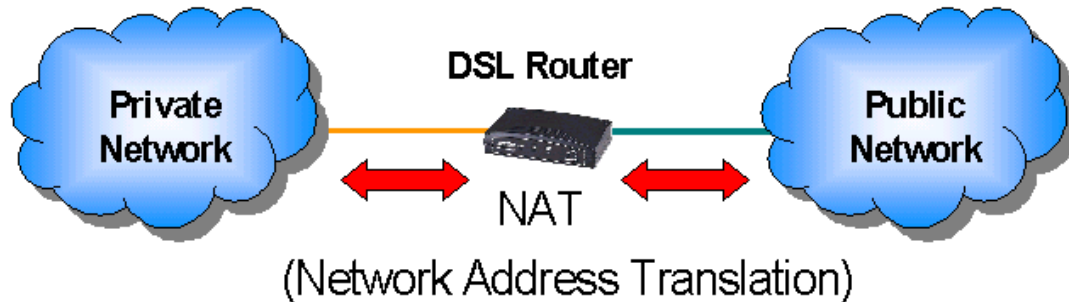 DSL Router
Private
Network
Public
Network
NAT
(Network Address Translation)